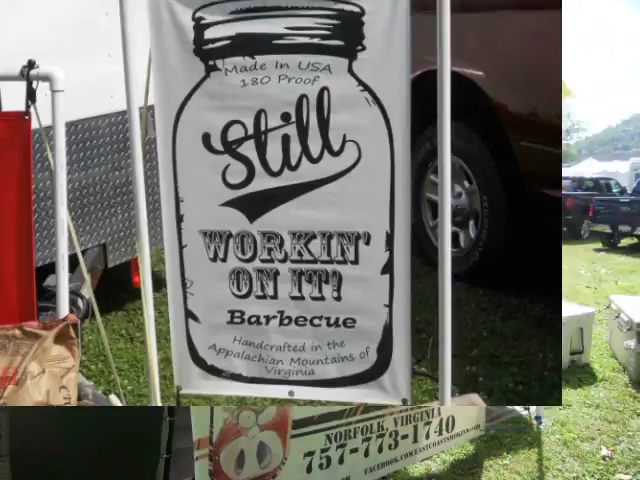 Made In USA
180 Proof
Still
WORKIN'
ON IT!
Barbecue
Handcrafted in the
Appalachian Mountains of
Virginia
NORFOLK, VIRGINIA
757-773-1740